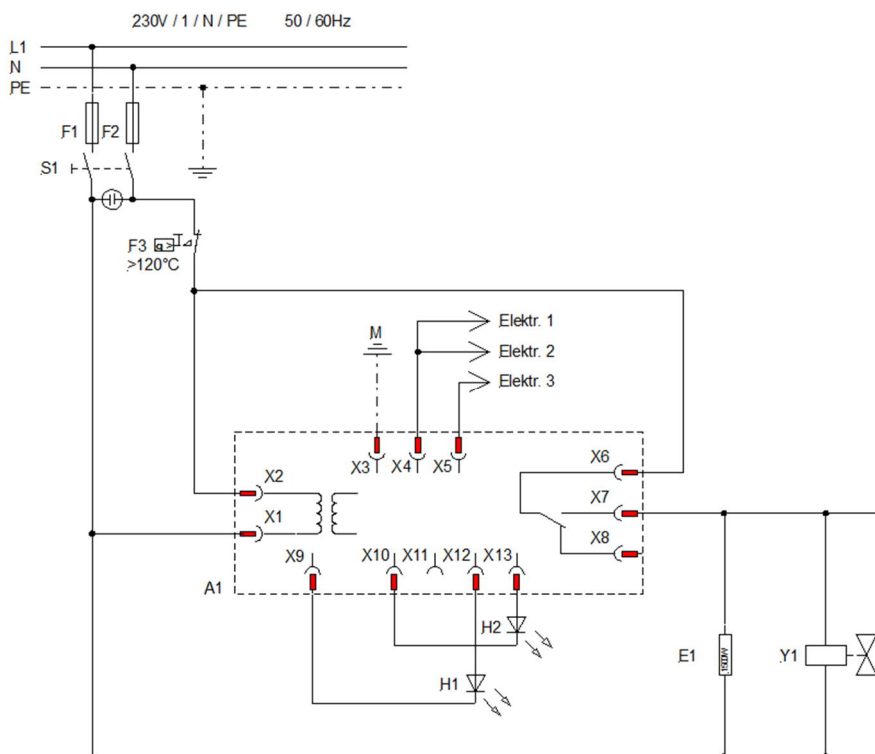 230V / 1 / N / PE 50 / 60Hz
L1
N
PE
F1 F2
S1
F3
>120°C
Elektr. 1
M
Elektr. 2
Elektr. 3
X3 X4 X5
X6
X2
X7
X1
X8
X9 X10 X11 X12 X13
A1
H2
E1 1500W Y1
H1